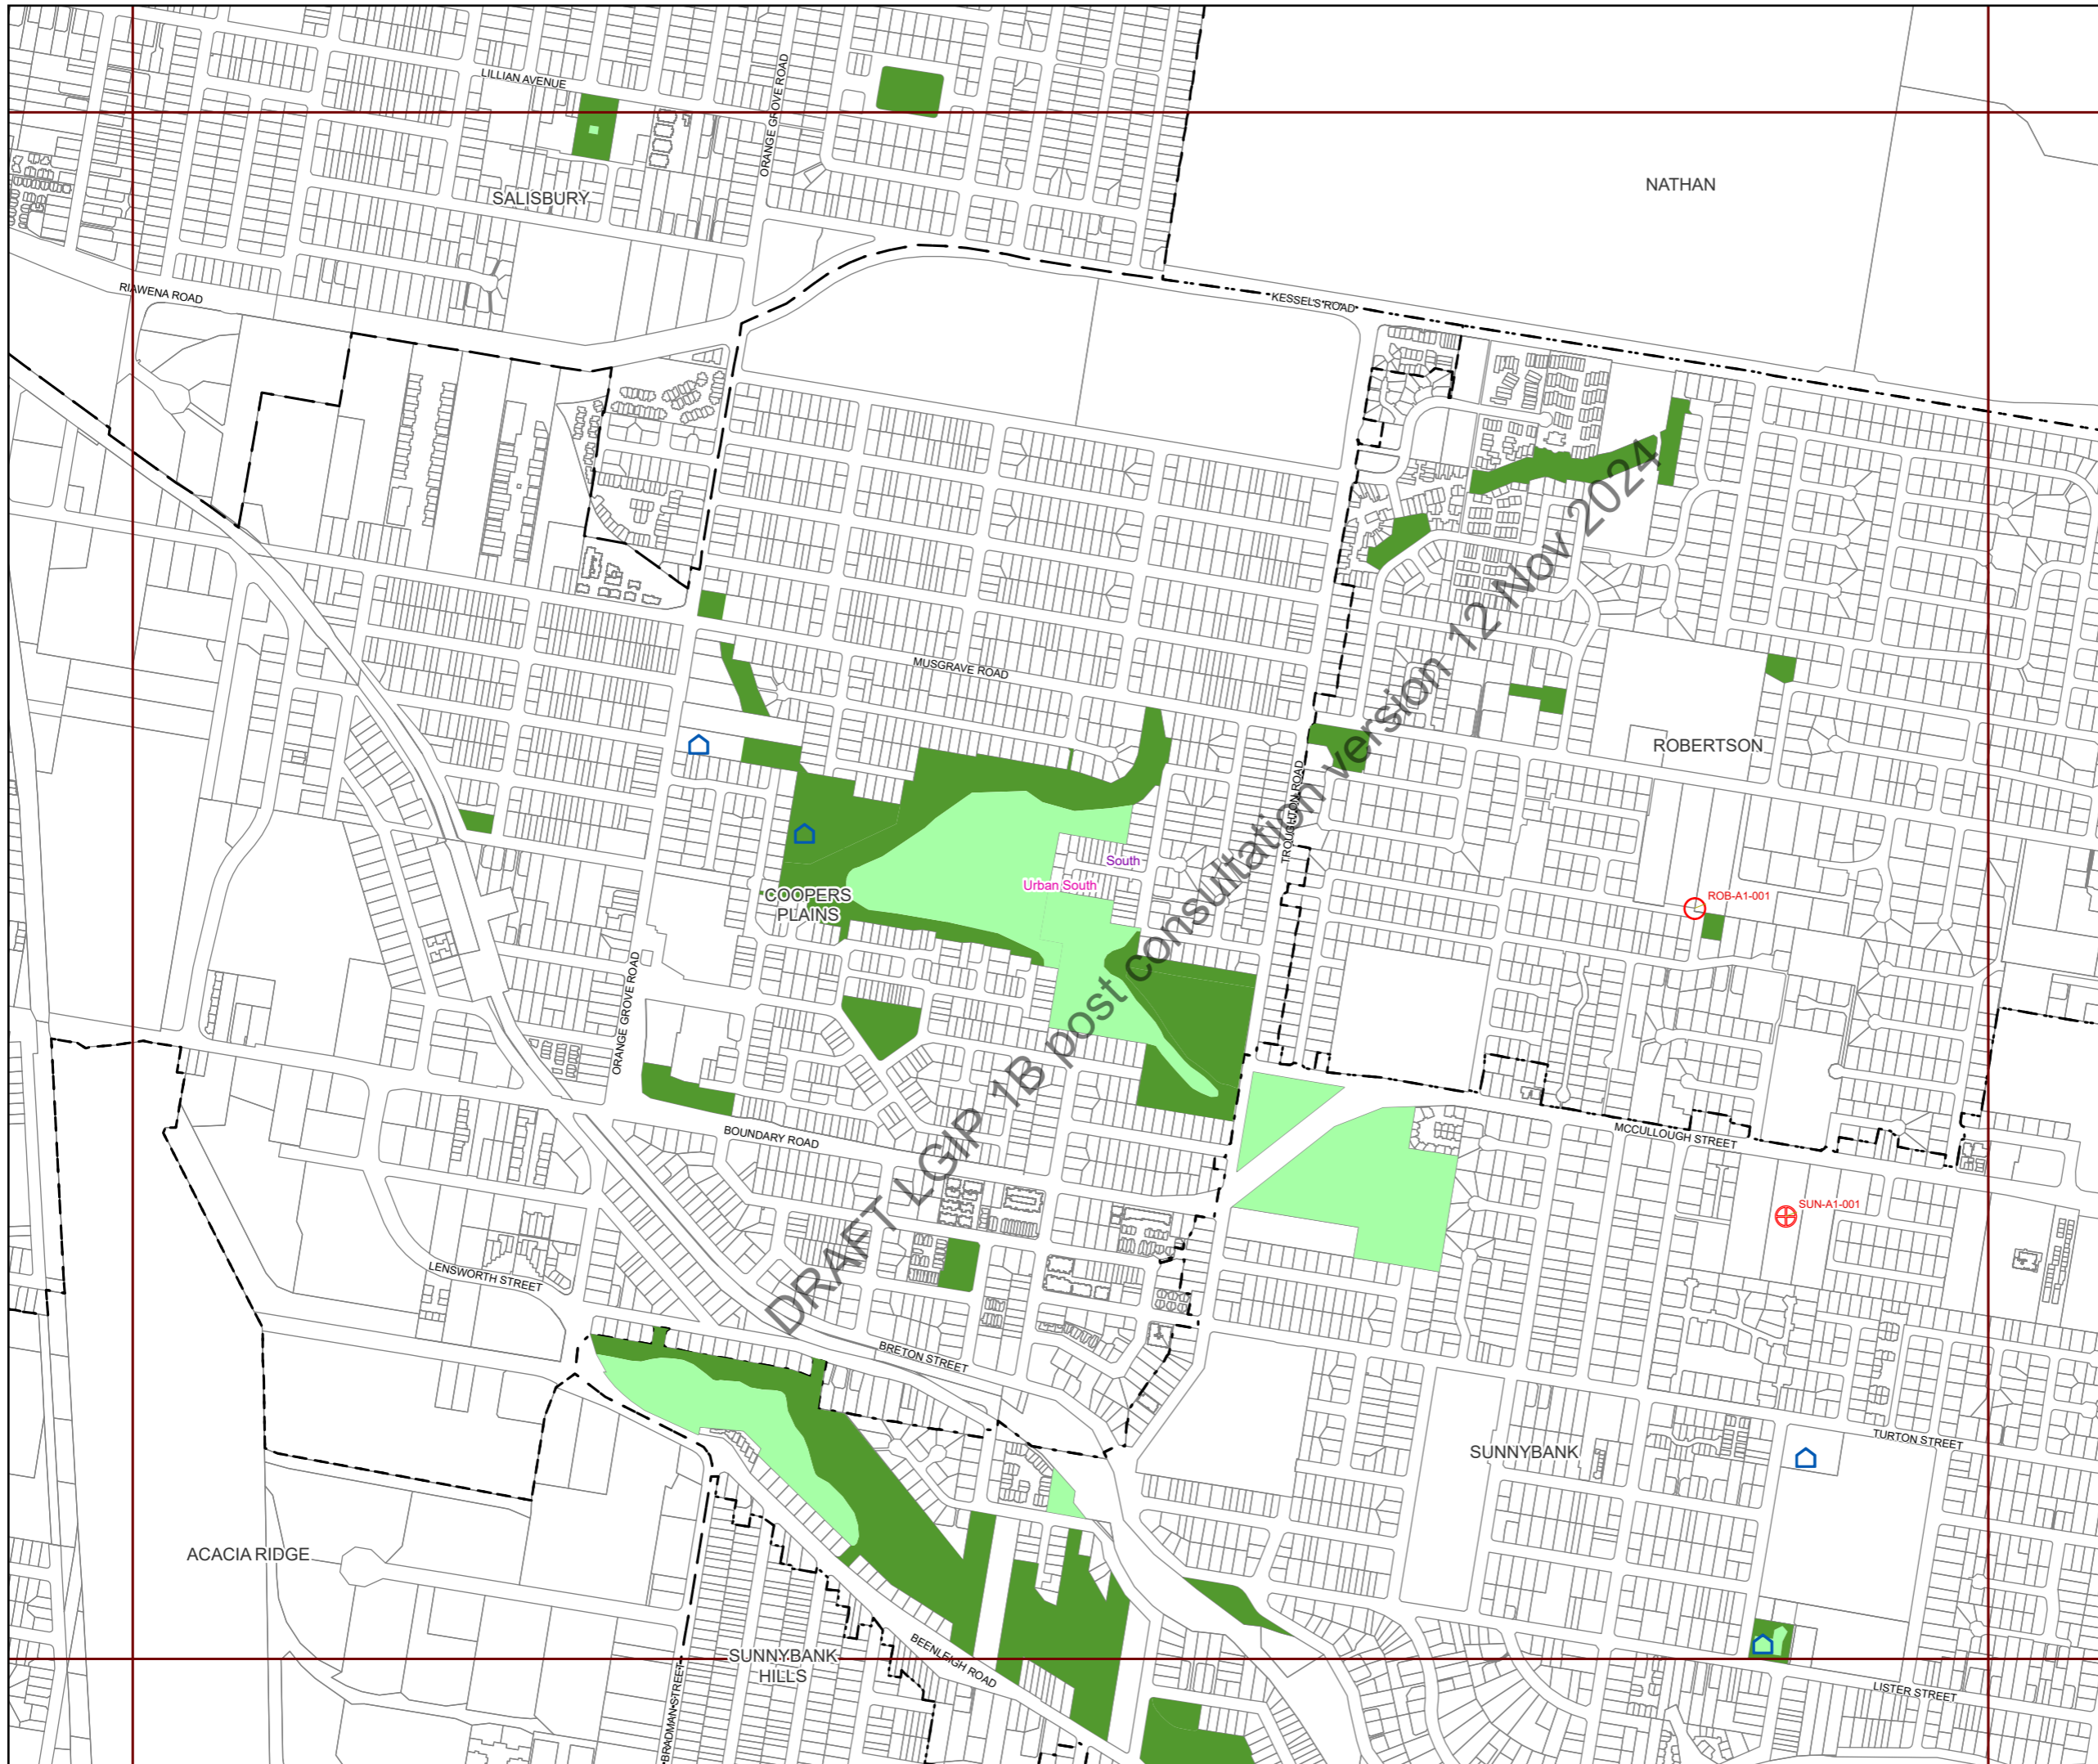 LILLIAN AVENUE
ORANGE GROVE ROAD
SALISBURY
NATHAN
RIAWENA ROAD
KESSELS ROAD
MUSGRAVE ROAD
ROBERTSON
TROUGHTON ROAD
South
Urban South
COOPERS
PLAINS
ROB-A1-001
ORANGE GROVE ROAD
BOUNDARY ROAD
MCCULLOUGH STREET
SUN-A1-001
LENSWORTH STREET
BRETON STREET
SUNNYBANK
TURTON STREET
ACACIA RIDGE
SUNNYBANK
HILLS
BEENLEIGH ROAD
BRADMAN STREET
LISTER STREET
DRAFT LGIP 1B post consultation version 12 Nov 2024